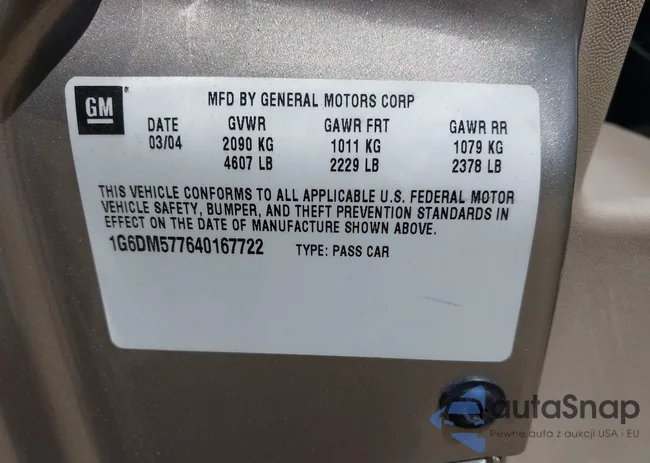 GM
®
MFD BY GENERAL MOTORS CORP
DATE GVWR GAWR FRT GAWR RR
03/04 2090 KG 1011 KG 1079 KG
4607 LB 2229 LB 2378 LB
THIS VEHICLE CONFORMS TO ALL APPLICABLE U.S. FEDERAL MOTOR
VEHICLE SAFETY, BUMPER, AND THEFT PREVENTION STANDARDS IN
EFFECT ON THE DATE OF MANUFACTURE SHOWN ABOVE.
1G6DM577640167722 TYPE: PASS CAR
autaSnap
Pewne auta z aukcji USA i EU